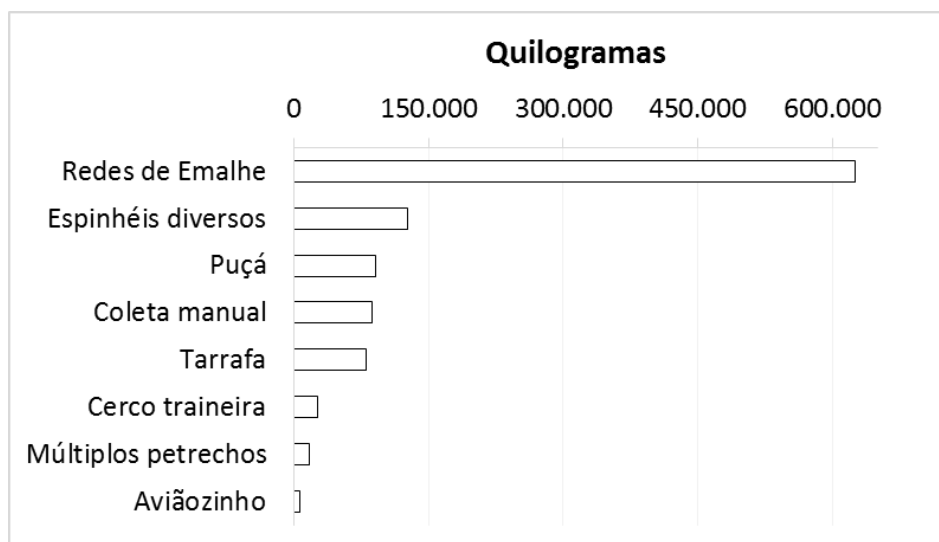 Quilogramas
0 150.000 300.000 450.000 600.000
Redes de Emalhe
Espinhéis diversos
Puçá
Coleta manual
Tarrafa
Cerco traineira
Múltiplos petrechos
Aviãozinho